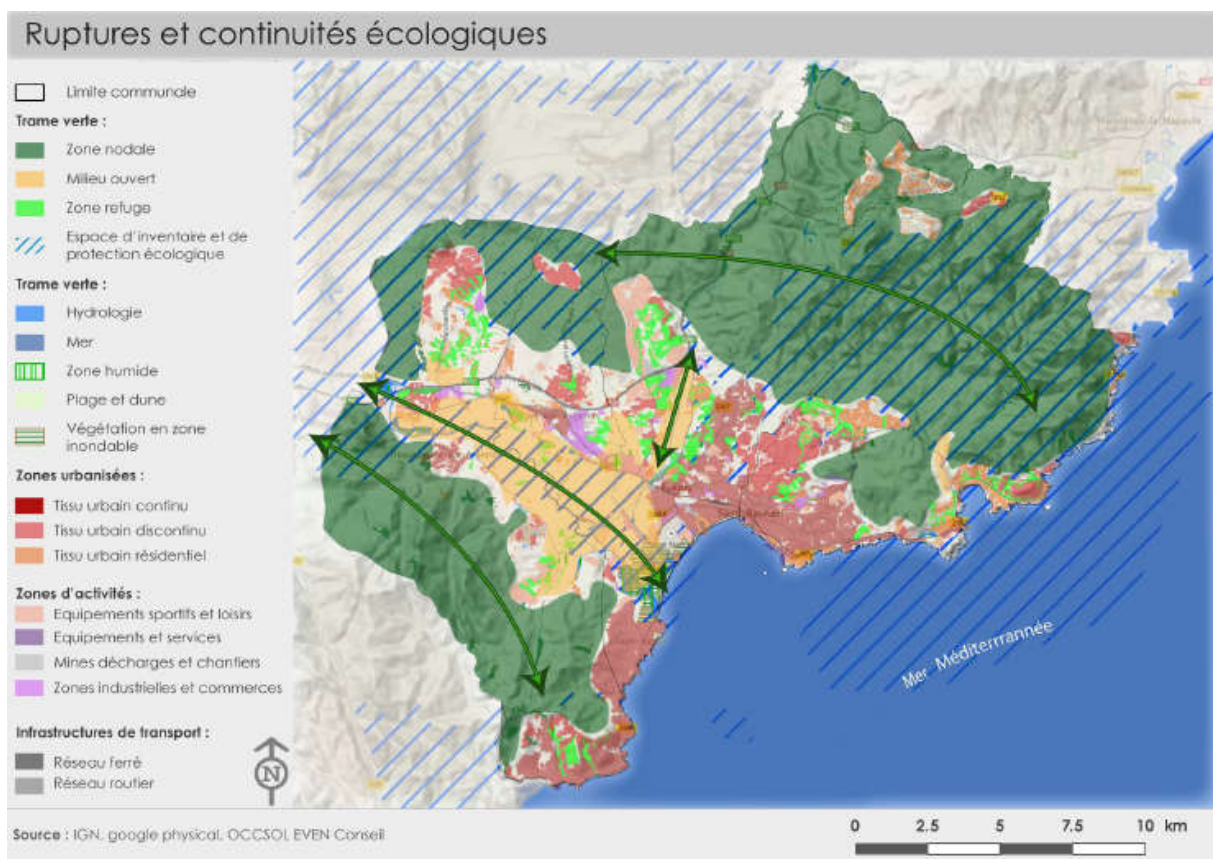 Ruptures et continuités écologiques
Limite communale
Trame verte :
Zone nodale
Milieu ouvert
Zone refuge
Espace d'inventaire et de
protection écologique
Trame verte :
Hydrologie
Mer
Zone humide
Plage et dune
Végétation en zone
inondable
Zones urbanisées :
Tissu urbain continu
Tissu urbain discontinu
Tissu urbain résidentiel
Zones d'activités :
Equipements sportifs et loisirs
Equipements et services
Mines décharges et chantiers
Zones industrielles et commerces
Infrastructures de transport :
Réseau ferré
Réseau routier
N
Mer Méditerrrannée
Source : IGN, google physical, OCCSOL EVEN Conseil
0 2.5 5 7.5 10 km